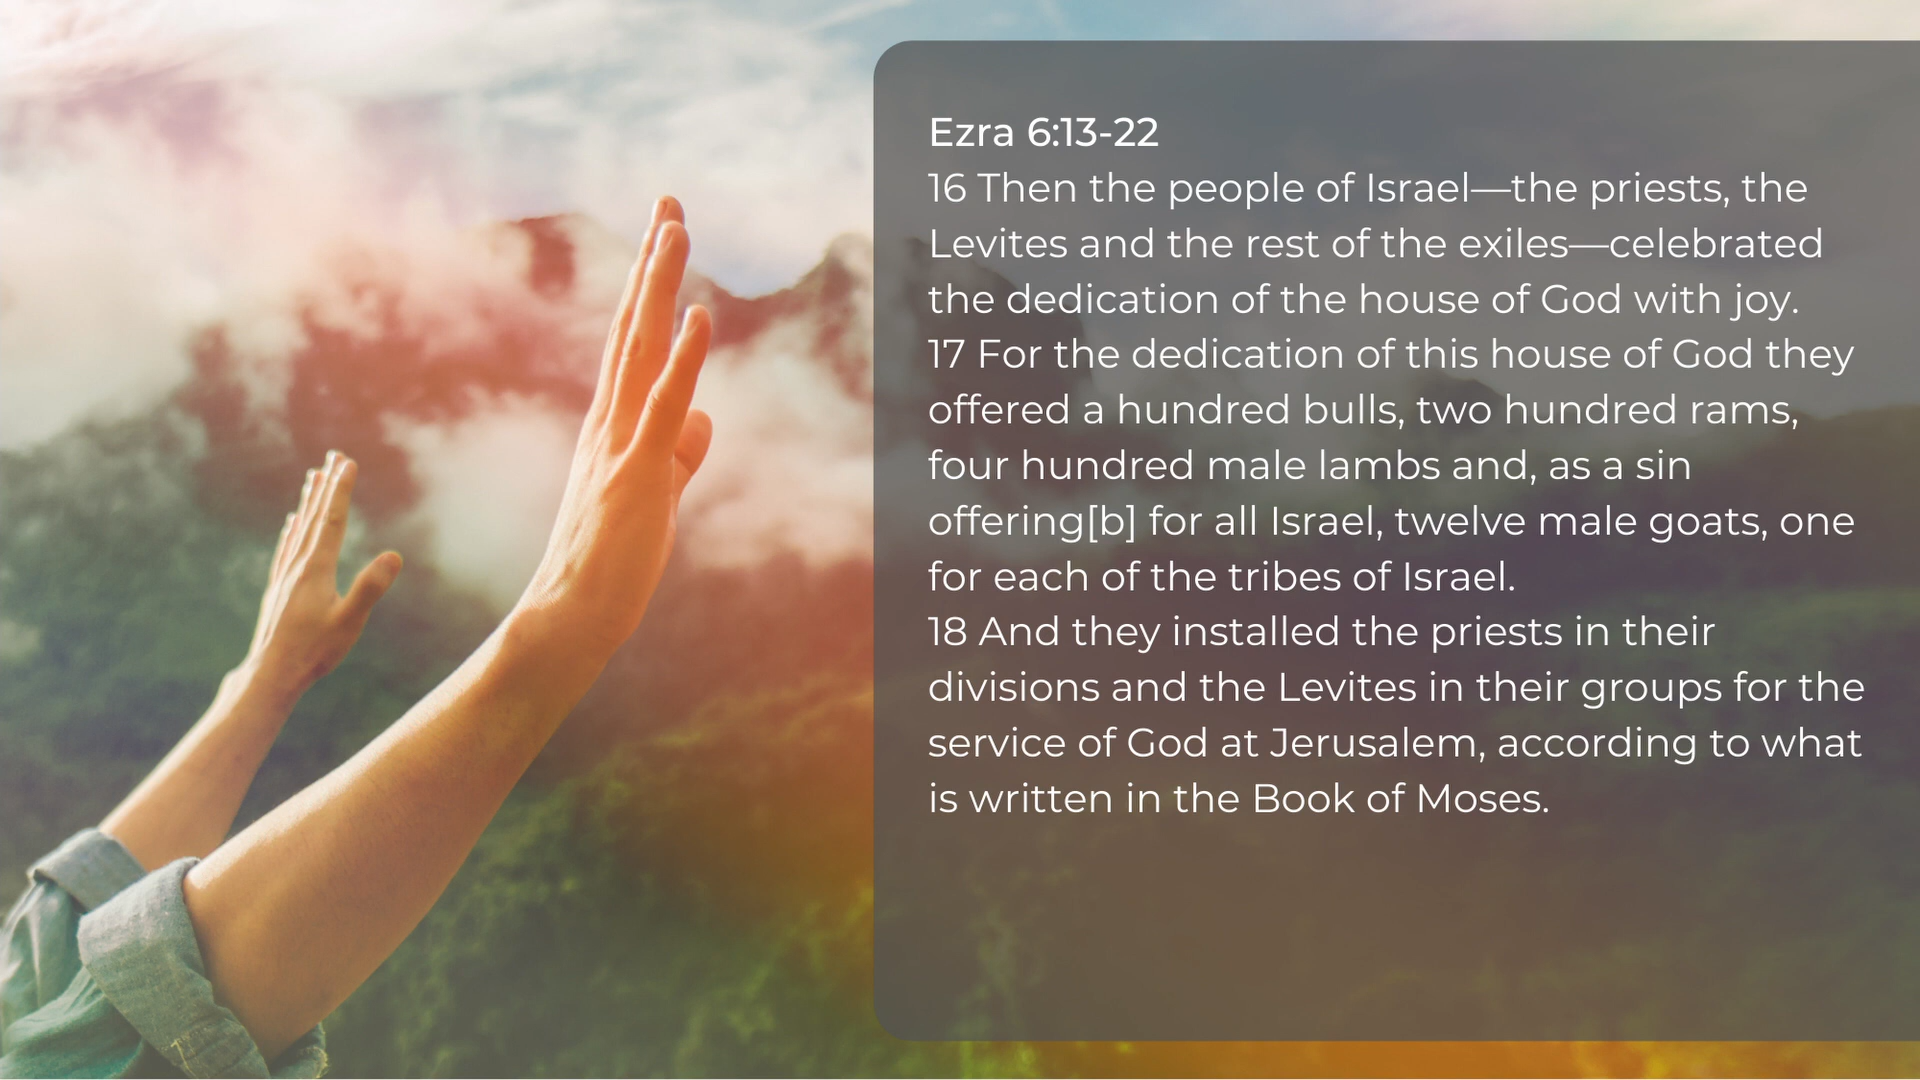 Ezra 6:13-22
16 Then the people of Israel—the priests, the
Levites and the rest of the exiles—celebrated
the dedication of the house of God with joy.
17 For the dedication of this house of God they
offered a hundred bulls, two hundred rams,
four hundred male lambs and, as a sin
offering[b] for all Israel, twelve male goats, one
for each of the tribes of Israel.
18 And they installed the priests in their
divisions and the Levites in their groups for the
service of God at Jerusalem, according to what
is written in the Book of Moses.